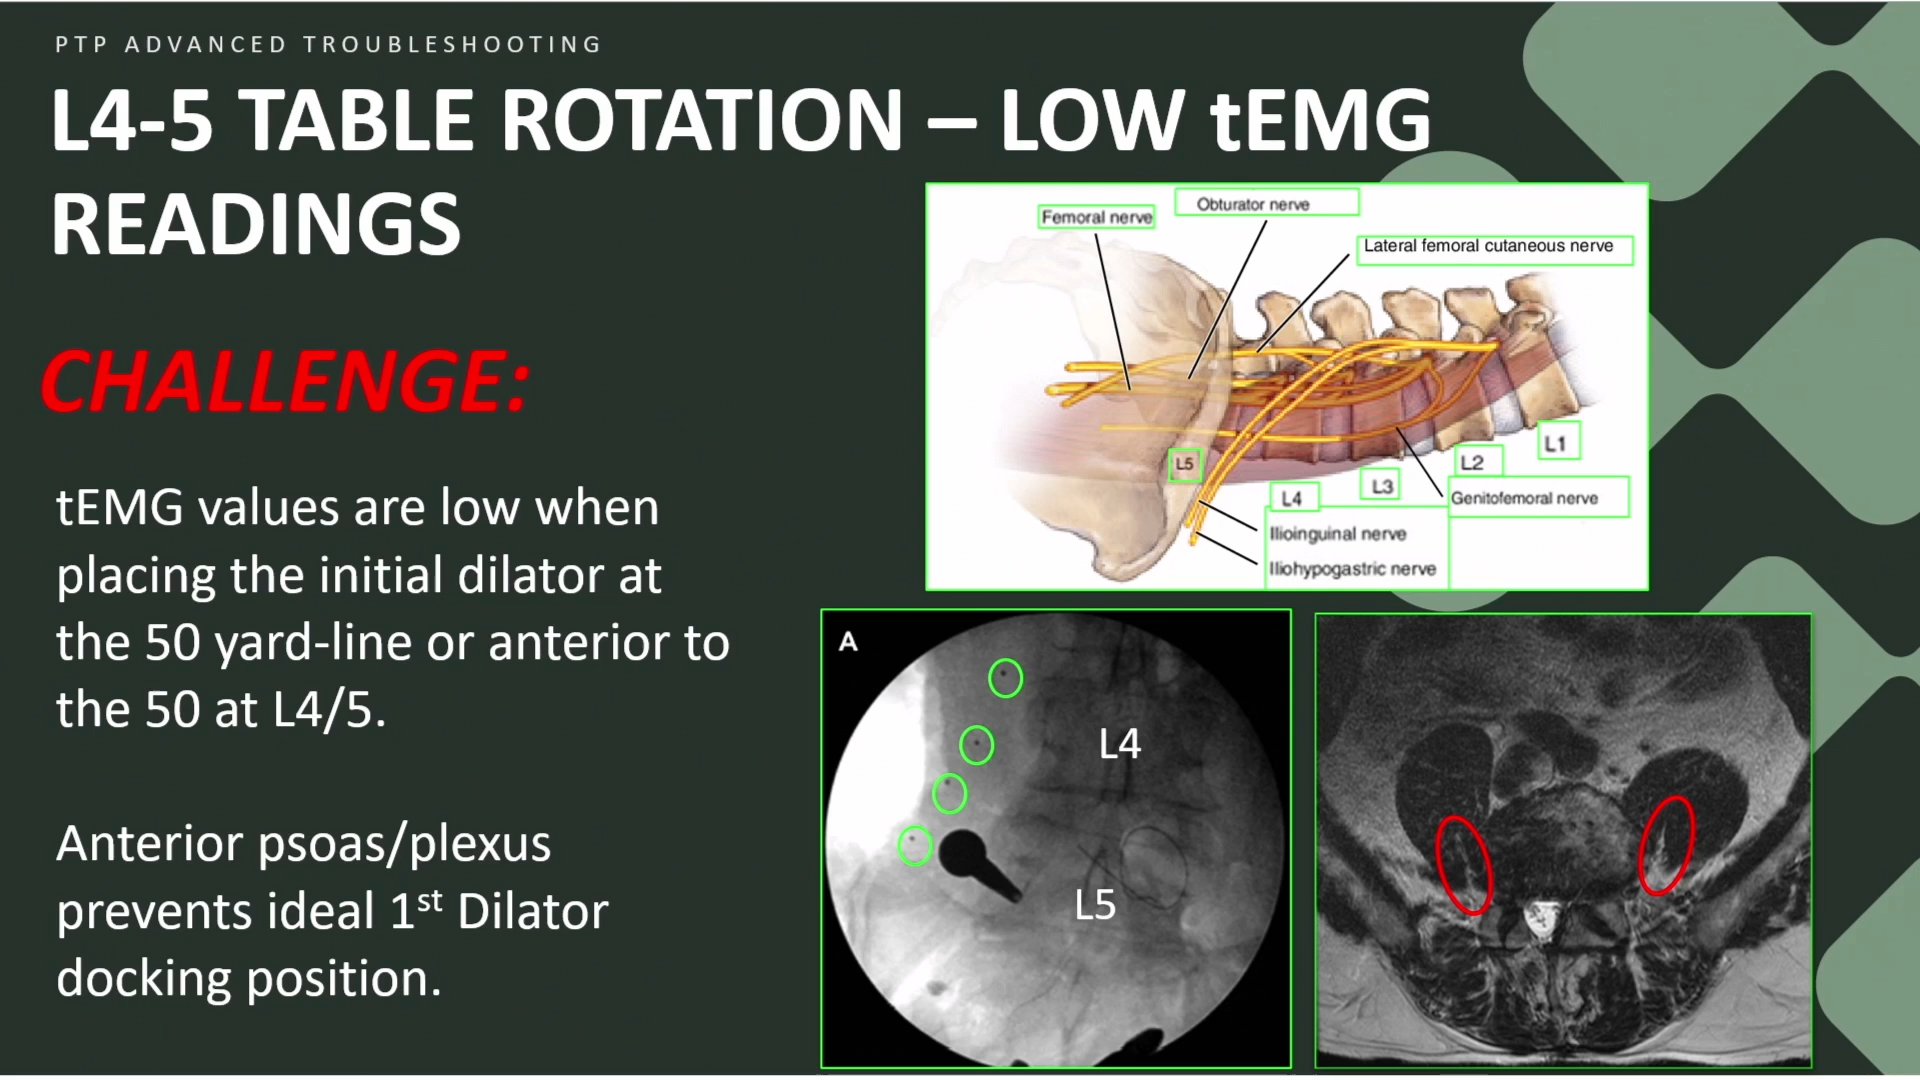 PTP ADVANCED TROUBLESHOOTING
L4-5 TABLE ROTATION – LOW tEMG
READINGS
CHALLENGE:
tEMG values are low when
placing the initial dilator at
the 50 yard-line or anterior to
the 50 at L4/5.
Anterior psoas/plexus
prevents ideal 1st Dilator
docking position.
Femoral nerve
Obturator nerve
Lateral femoral cutaneous nerve
L1
L2
L3
L4
L5
Genitofemoral nerve
Ilioinguinal nerve
Iliohypogastric nerve
A
L4
L5